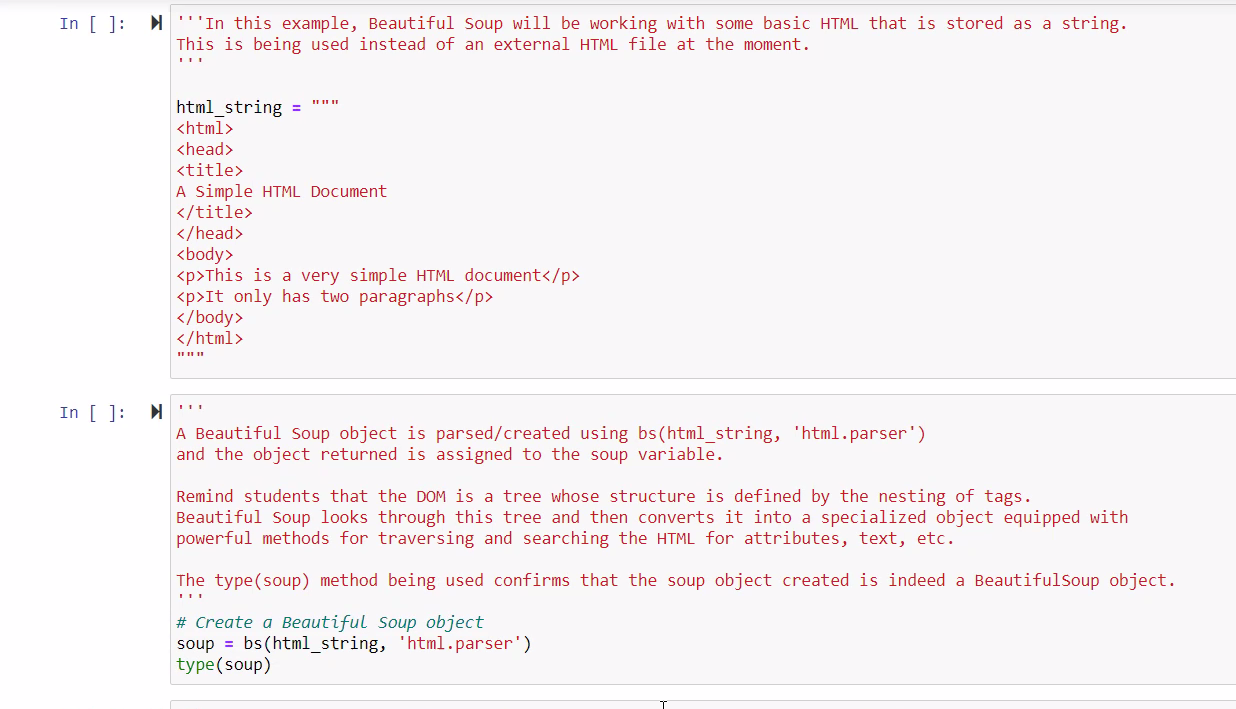 In [ ]: '''In this example, Beautiful Soup will be working with some basic HTML that is stored as a string.
This is being used instead of an external HTML file at the moment.
'''
html_string = """
<html>
<head>
<title>
A Simple HTML Document
</title>
</head>
<body>
<p>This is a very simple HTML document</p>
<p>It only has two paragraphs</p>
</body>
</html>
"""
In [ ]: '''
A Beautiful Soup object is parsed/created using bs(html_string, 'html.parser')
and the object returned is assigned to the soup variable.
Remind students that the DOM is a tree whose structure is defined by the nesting of tags.
Beautiful Soup looks through this tree and then converts it into a specialized object equipped with
powerful methods for traversing and searching the HTML for attributes, text, etc.
The type(soup) method being used confirms that the soup object created is indeed a BeautifulSoup object.
'''
# Create a Beautiful Soup object
soup = bs(html_string, 'html.parser')
type(soup)